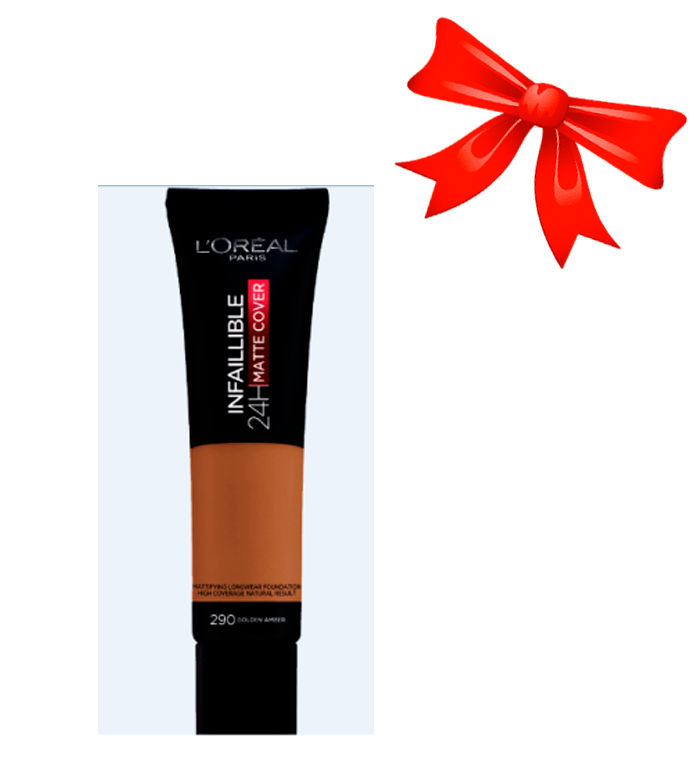 L'ORÉAL
PARIS
INFAILLIBLE
24H MATTE COVER
MATTIFYING LONGWEAR FOUNDATION
HIGH COVERAGE NATURAL RESULT
290 GOLDEN AMBER